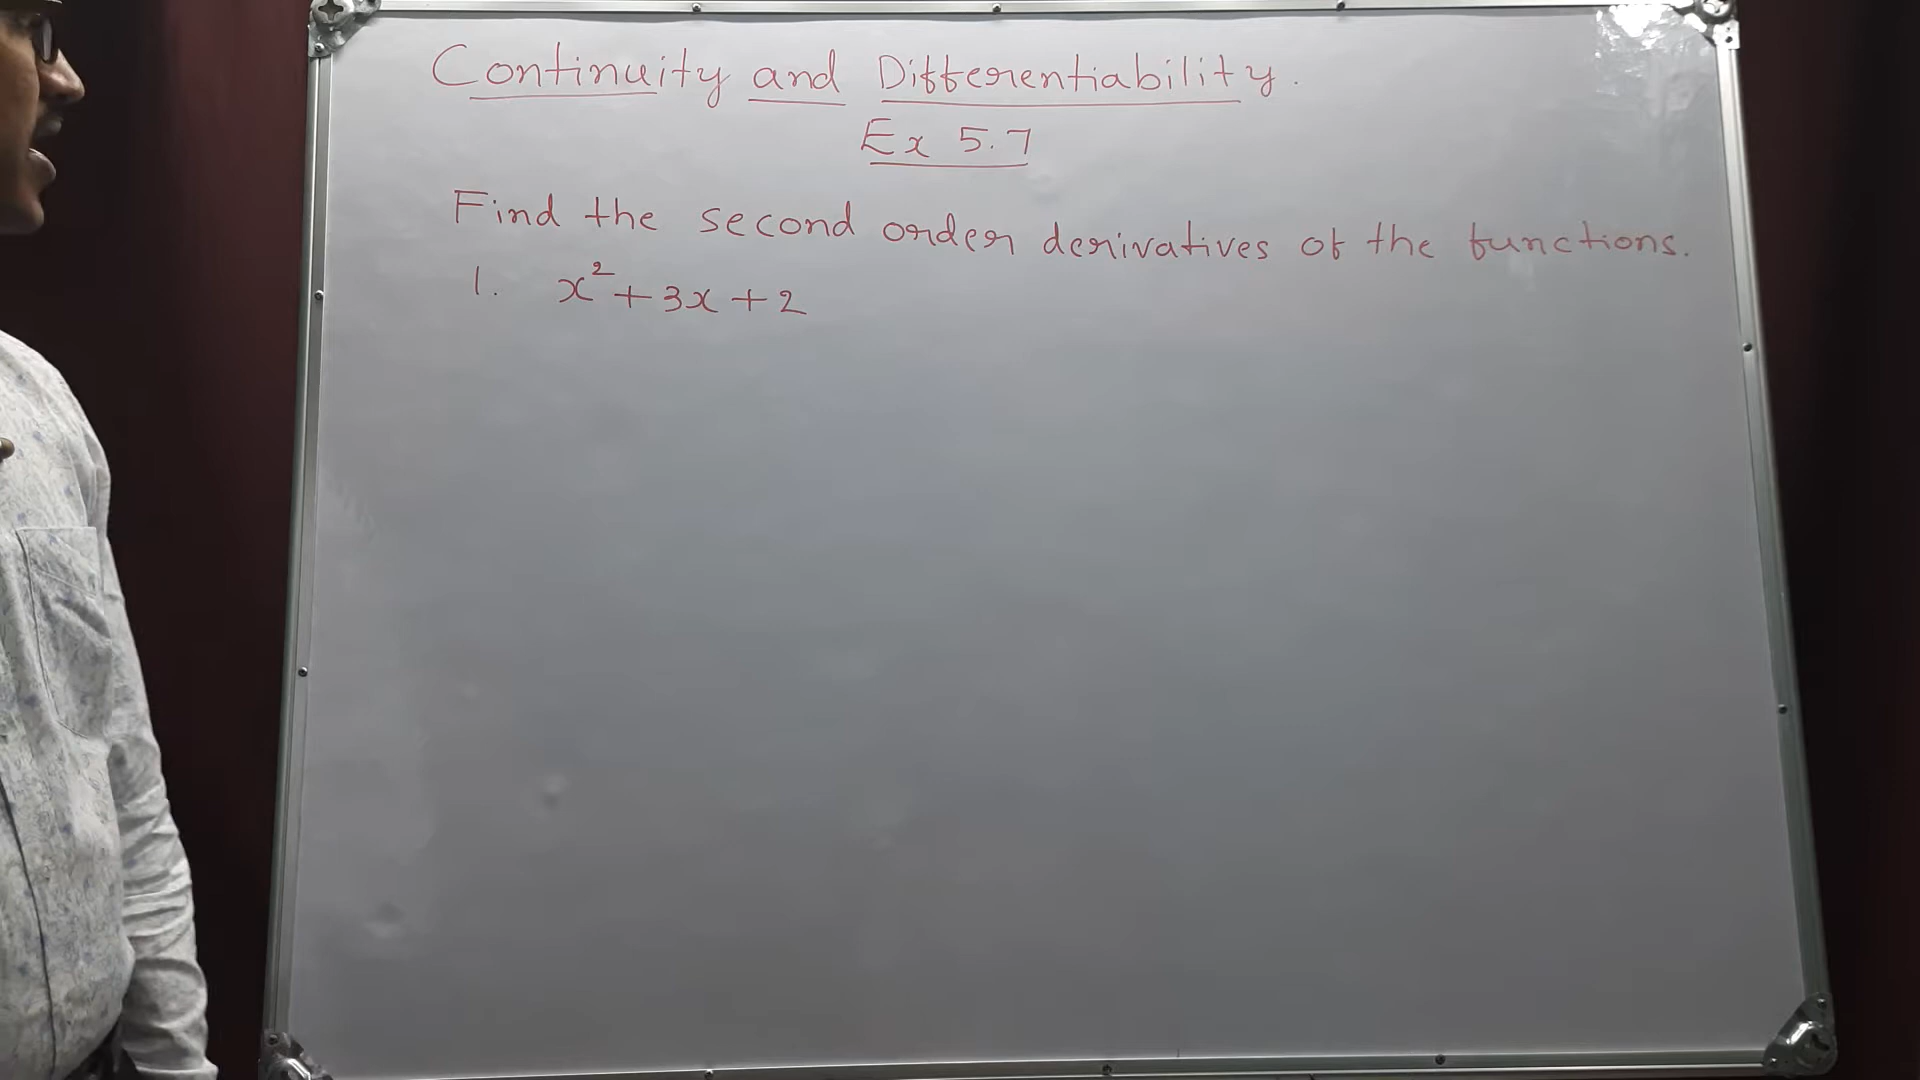 Continuity and Differentiability.
Ex 5.7
Find the second order derivatives of the functions.
1. x² + 3x + 2